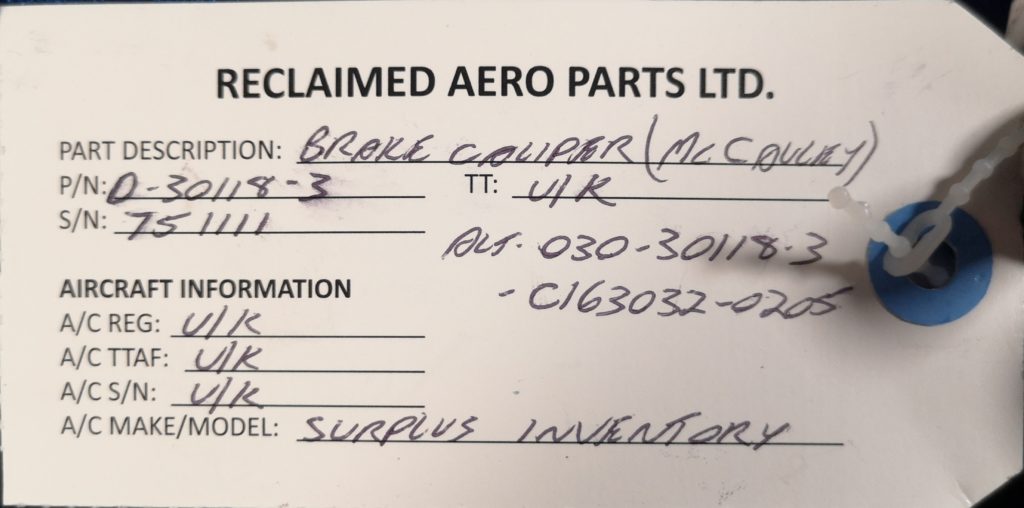 RECLAIMED AERO PARTS LTD.
PART DESCRIPTION: BRAKE CALIPER (McCAULEY)
P/N: D-30118-3 TT: U/K
S/N: 751111
ALT. 030-30118-3
- C163032-0205
AIRCRAFT INFORMATION
A/C REG: U/K
A/C TTAF: U/K
A/C S/N: U/K
A/C MAKE/MODEL: SURPLUS INVENTORY